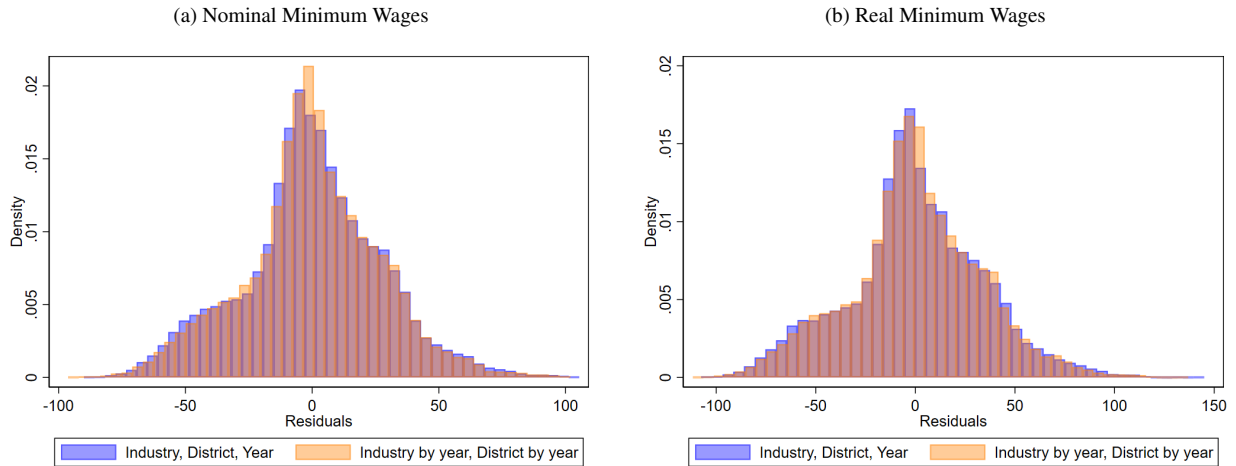 (a) Nominal Minimum Wages
Density
0 .005 .01 .015 .02
-100 -50 0 50 100
Residuals
Industry, District, Year Industry by year, District by year
(b) Real Minimum Wages
Density
0 .005 .01 .015 .02
-100 -50 0 50 100 150
Residuals
Industry, District, Year Industry by year, District by year